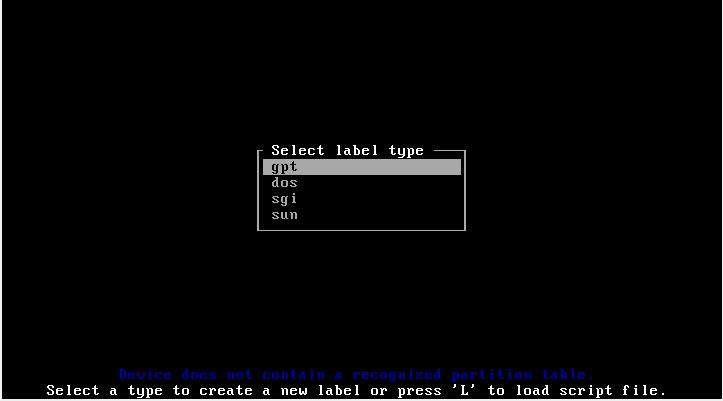 Select label type
gpt
dos
sgi
sun
Device does not contain a recognized partition table.
Select a type to create a new label or press 'L' to load script file.